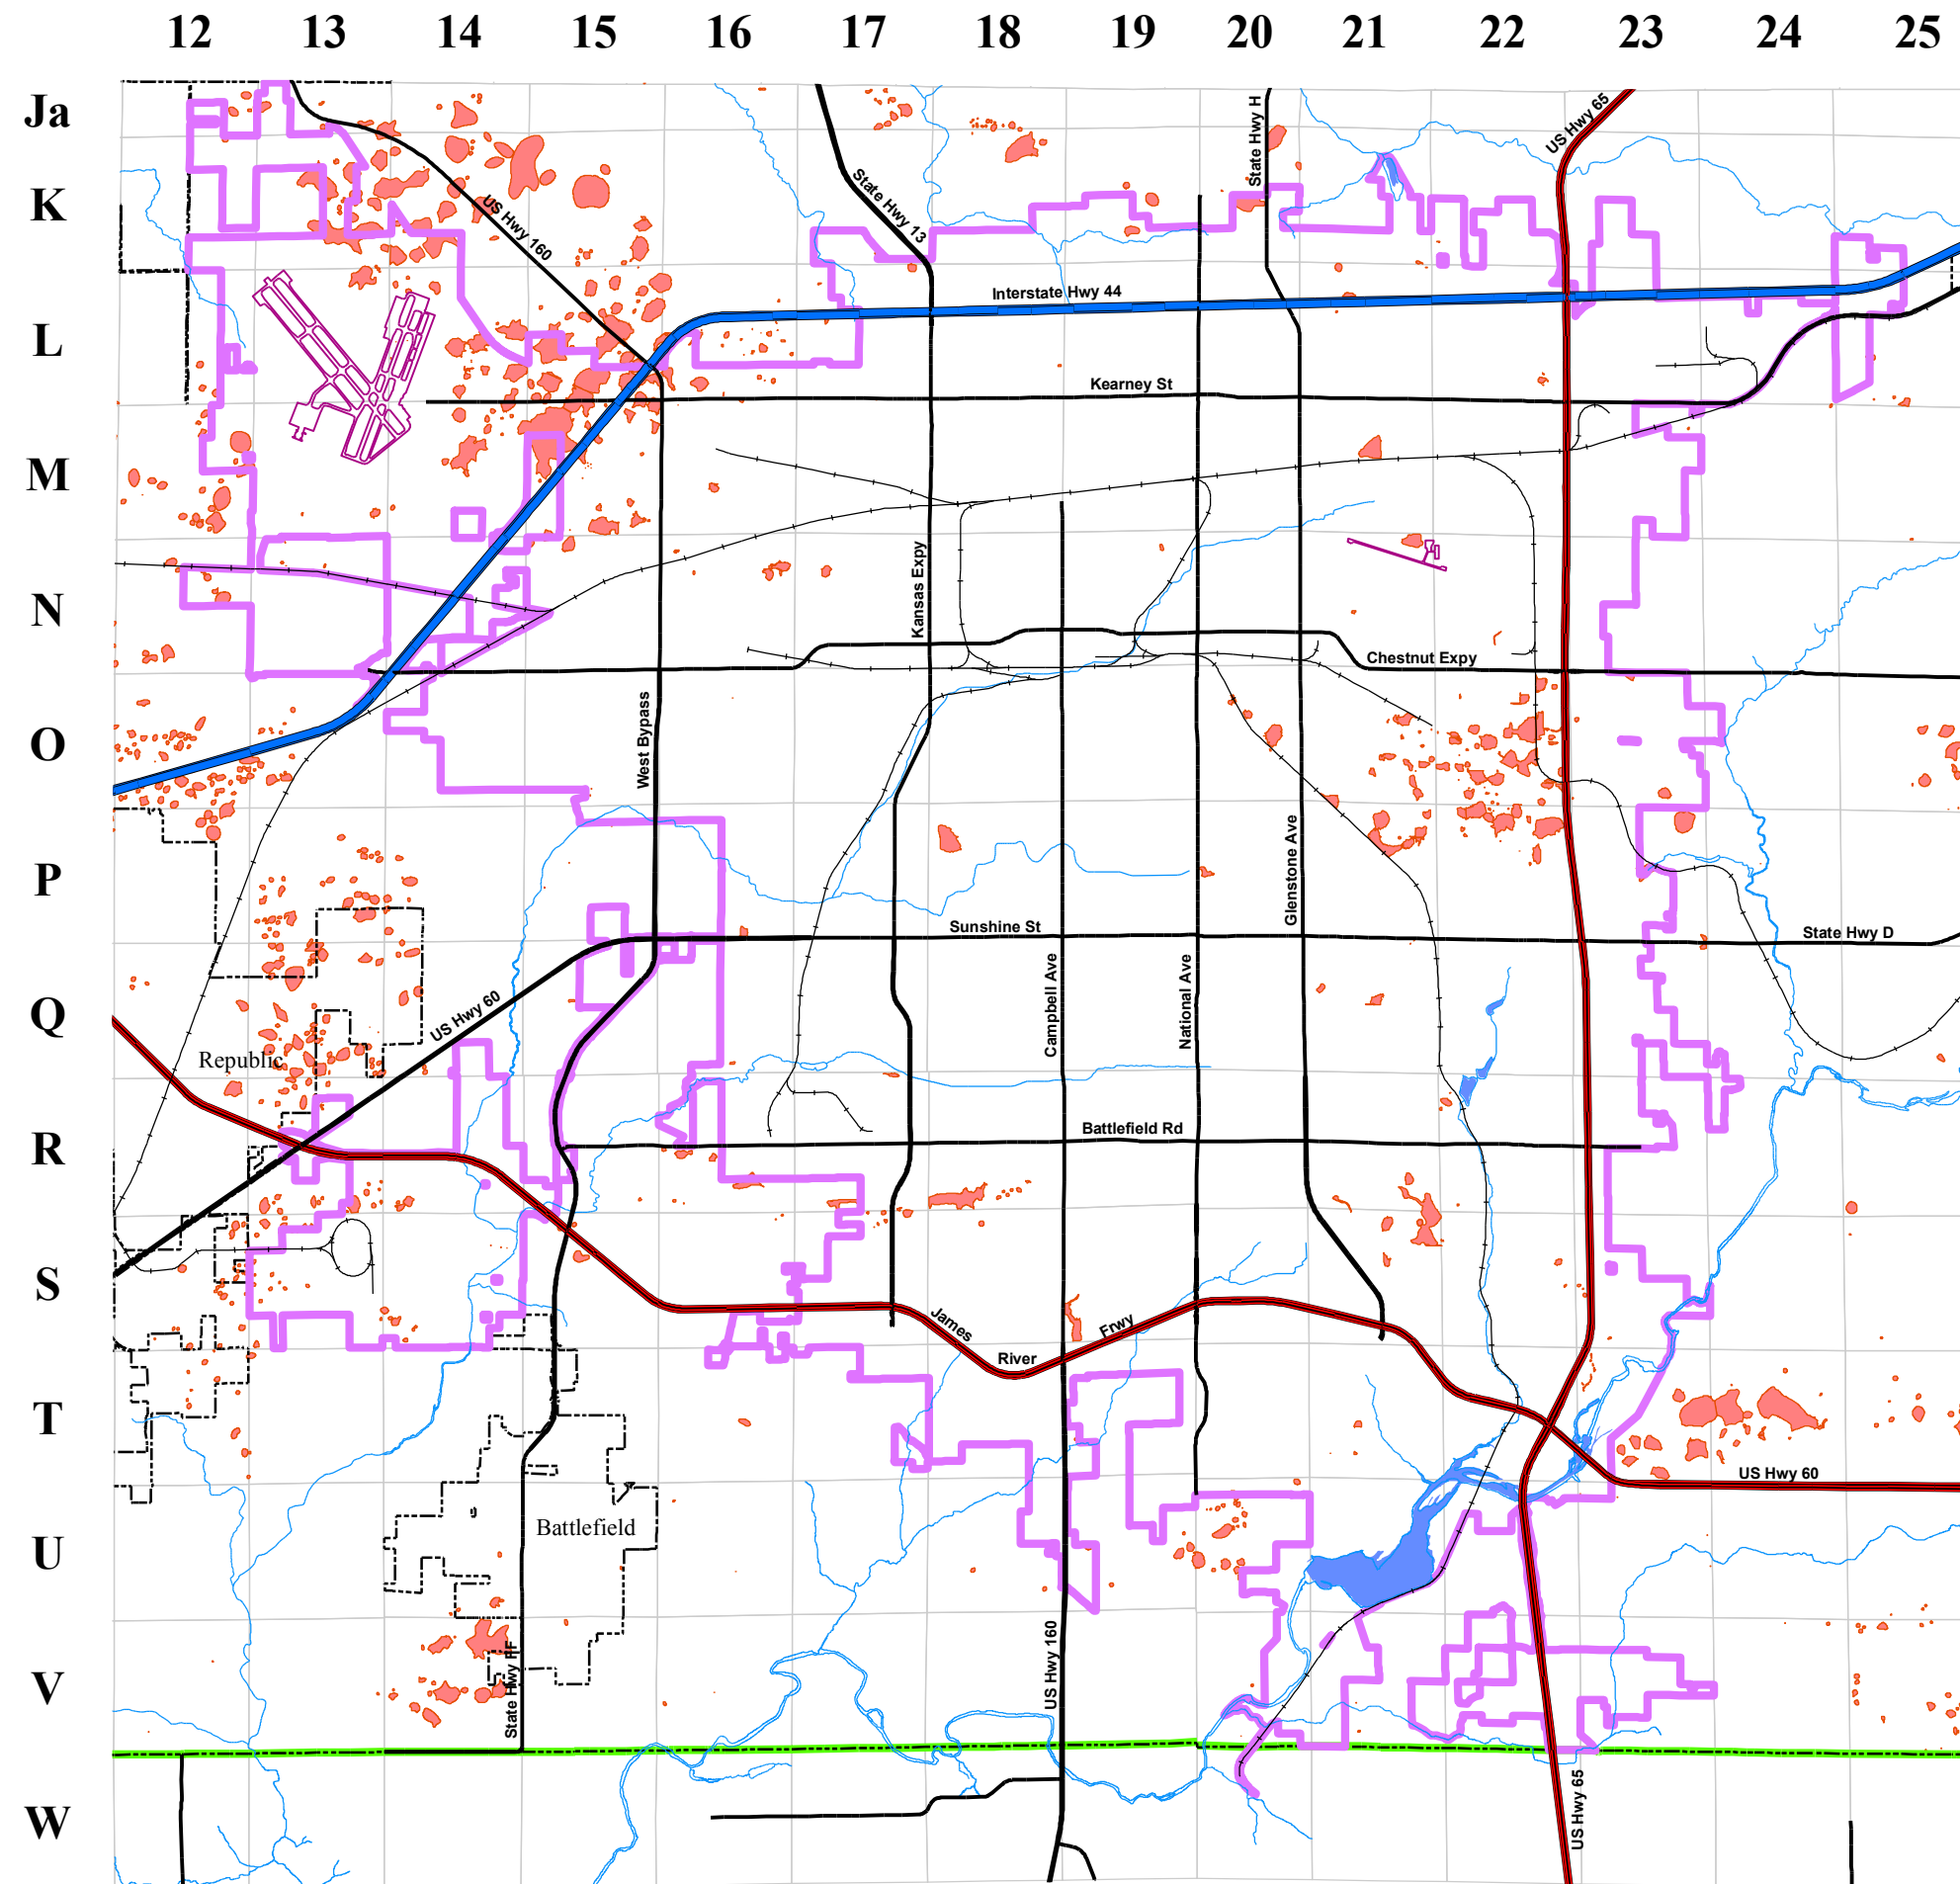 12 13 14 15 16 17 18 19 20 21 22 23 24 25
Ja
State Hwy H
US Hwy 65
K
US Hwy 160
State Hwy 13
Interstate Hwy 44
L
Kearney St
M
N
Kansas Expy
Chestnut Expy
O
West Bypass
P
Glenstone Ave
Sunshine St
State Hwy D
Q
US Hwy 60
Campbell Ave
National Ave
Republic
R
Battlefield Rd
S
James
River
Frwy
T
US Hwy 60
U
Battlefield
V
State Hwy FF
US Hwy 160
W
US Hwy 65